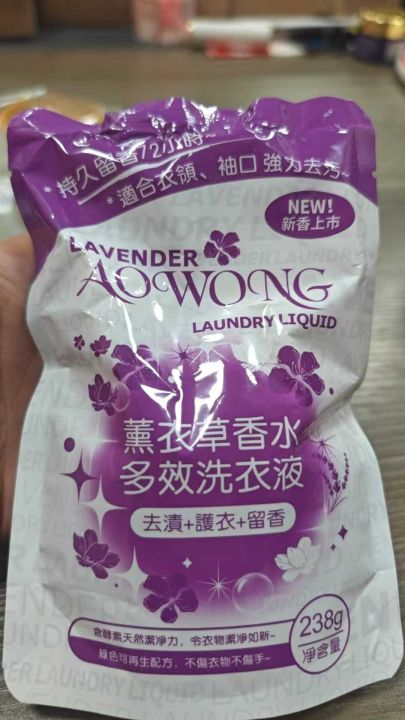 *持久留香72小時
*適合衣領、袖口 強力去污~
NEW!
新香上市
LAVENDER
AOWONG
LAUNDRY LIQUID
薰衣草香水
多效洗衣液
去漬+護衣+留香
含酵素天然潔淨力，令衣物潔淨如新~
綠色可再生配方，不傷衣物不傷手~
238g
淨含量